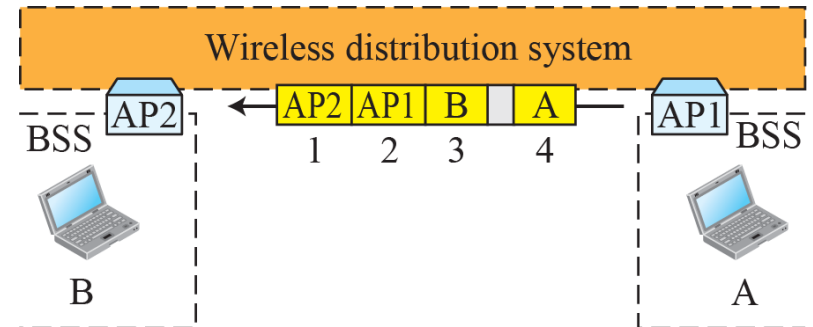 Wireless distribution system
AP2 AP2 AP1 B A AP1
BSS BSS
1 2 3 4
B A